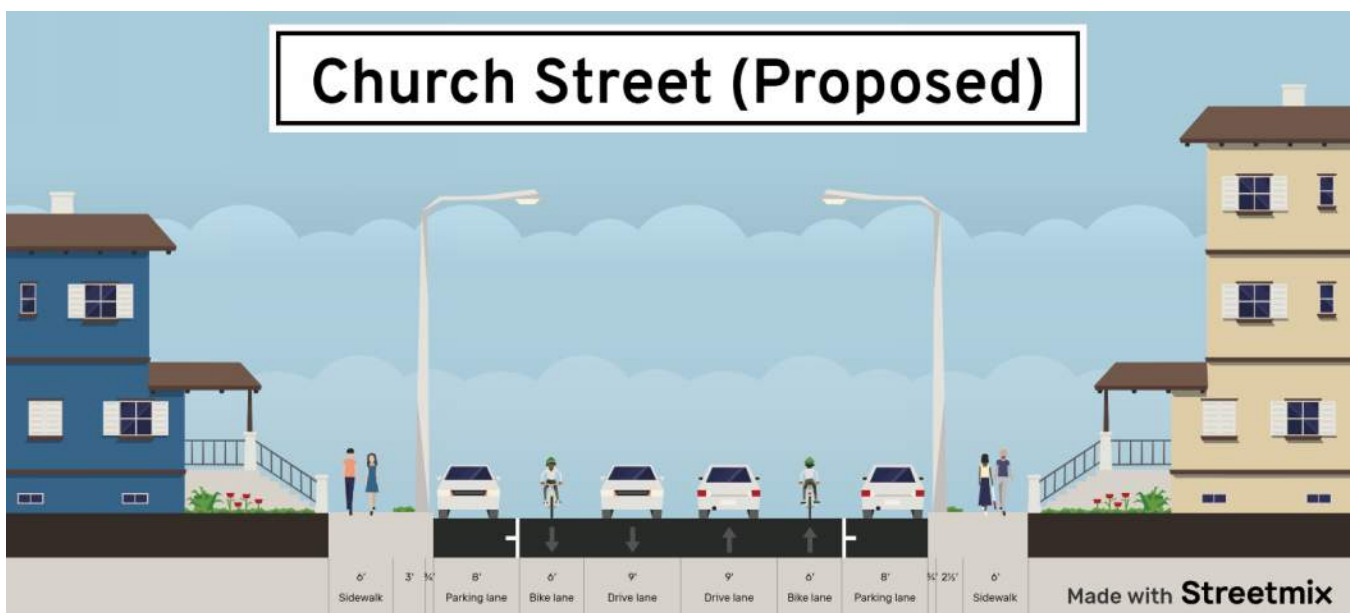 Church Street (Proposed)
6' 3' ¾' 8' 6' 9' 9' 6' 8' ¾' 2½' 6'
Sidewalk Parking lane Bike lane Drive lane Drive lane Bike lane Parking lane Sidewalk
Made with Streetmix